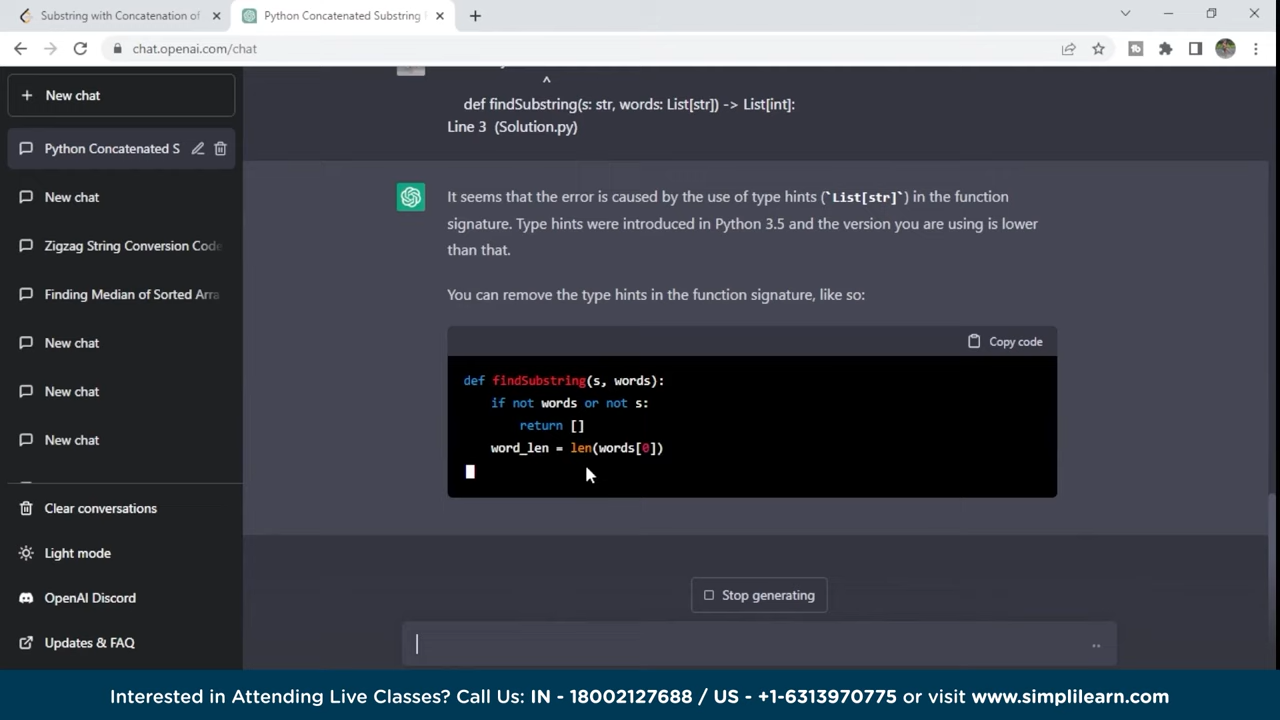 Substring with Concatenation of
Python Concatenated Substring
chat.openai.com/chat
New chat
Python Concatenated S
New chat
Zigzag String Conversion Code
Finding Median of Sorted Arra
New chat
New chat
New chat
Clear conversations
Light mode
OpenAI Discord
Updates & FAQ
^
def findSubstring(s: str, words: List[str]) -> List[int]:
Line 3 (Solution.py)
It seems that the error is caused by the use of type hints (`List[str]`) in the function
signature. Type hints were introduced in Python 3.5 and the version you are using is lower
than that.
You can remove the type hints in the function signature, like so:
Copy code
def findSubstring(s, words):
if not words or not s:
return []
word_len = len(words[0])
Stop generating
Interested in Attending Live Classes? Call Us: IN - 18002127688 / US - +1-6313970775 or visit www.simplilearn.com